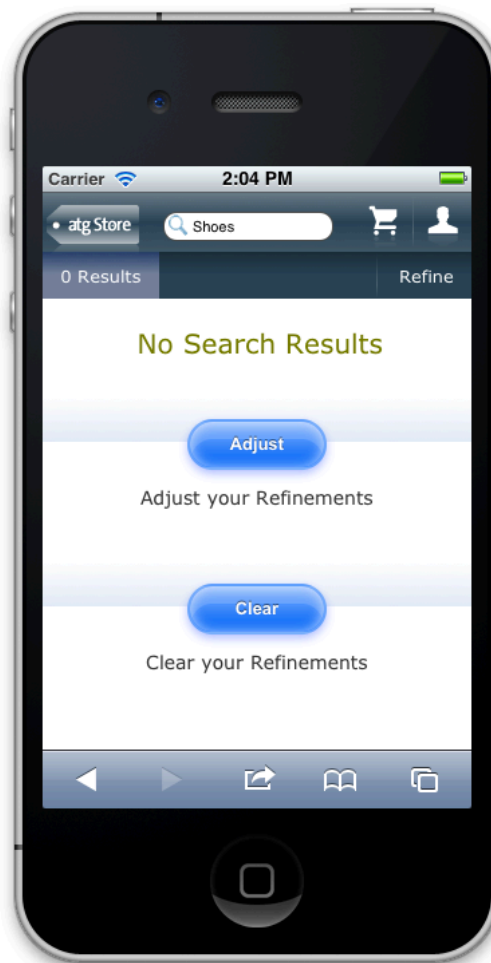 Carrier 2:04 PM
atg Store Shoes
0 Results Refine
No Search Results
Adjust
Adjust your Refinements
Clear
Clear your Refinements